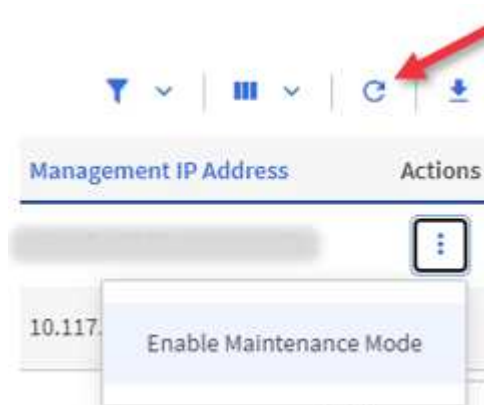 Management IP Address Actions
10.117.
Enable Maintenance Mode